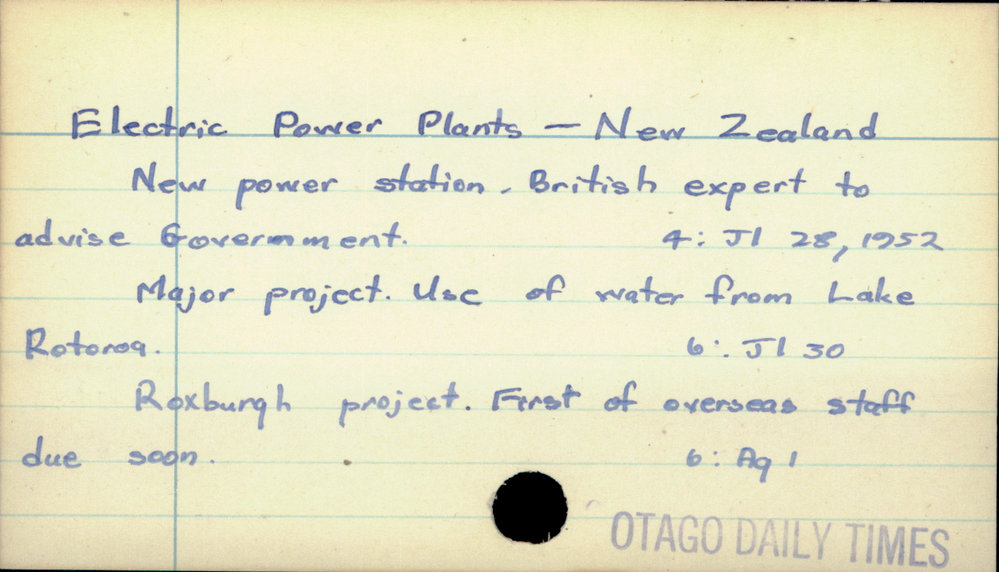 Electric Power Plants — New Zealand
New power station. British expert to
advise Government. 4: Jl 28, 1952
Major project. Use of water from Lake
Rotoroa. 6: Jl 30
Roxburgh project. First of overseas staff
due soon. 6: Ag 1
OTAGO DAILY TIMES